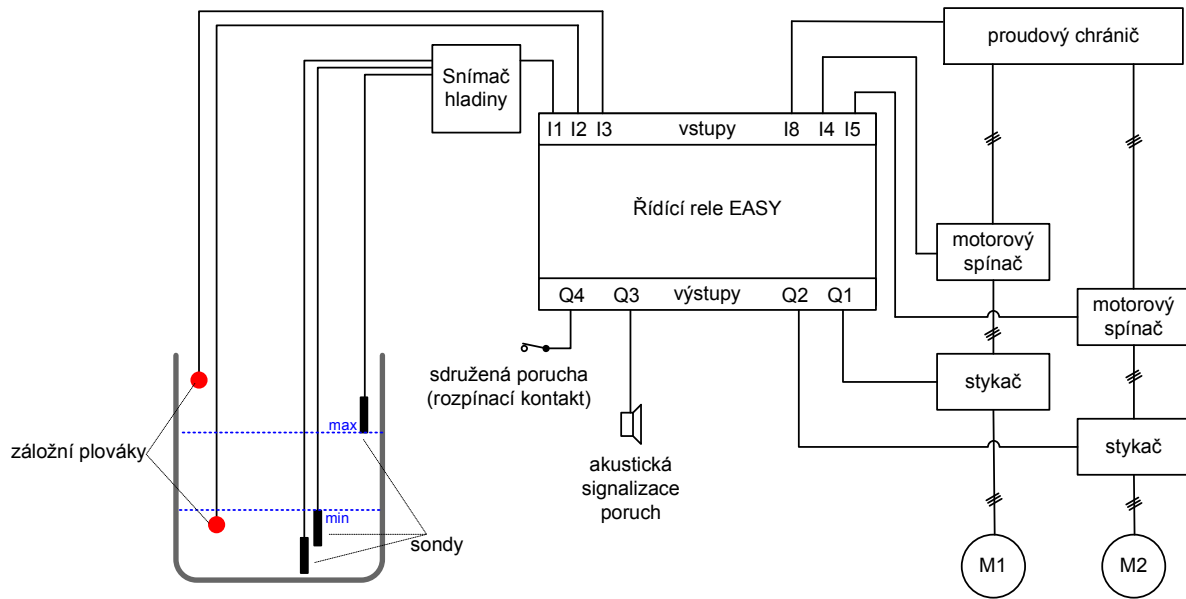 proudový chránič
Snímač
hladiny
I1 I2 I3 vstupy I8 I4 I5
Řídící rele EASY
motorový
spínač
Q4 Q3 výstupy Q2 Q1
motorový
spínač
sdružená porucha
(rozpínací kontakt)
stykač
max
záložní plováky
stykač
akustická
signalizace
poruch
min
sondy
M1
M2